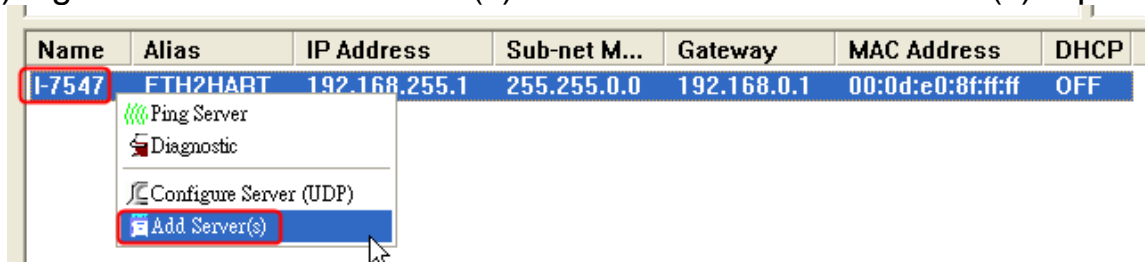 Name Alias IP Address Sub-net M... Gateway MAC Address DHCP
I-7547 ETH2HART 192.168.255.1 255.255.0.0 192.168.0.1 00:0d:e0:8f:ff:ff OFF
Ping Server
Diagnostic
Configure Server (UDP)
Add Server(s)